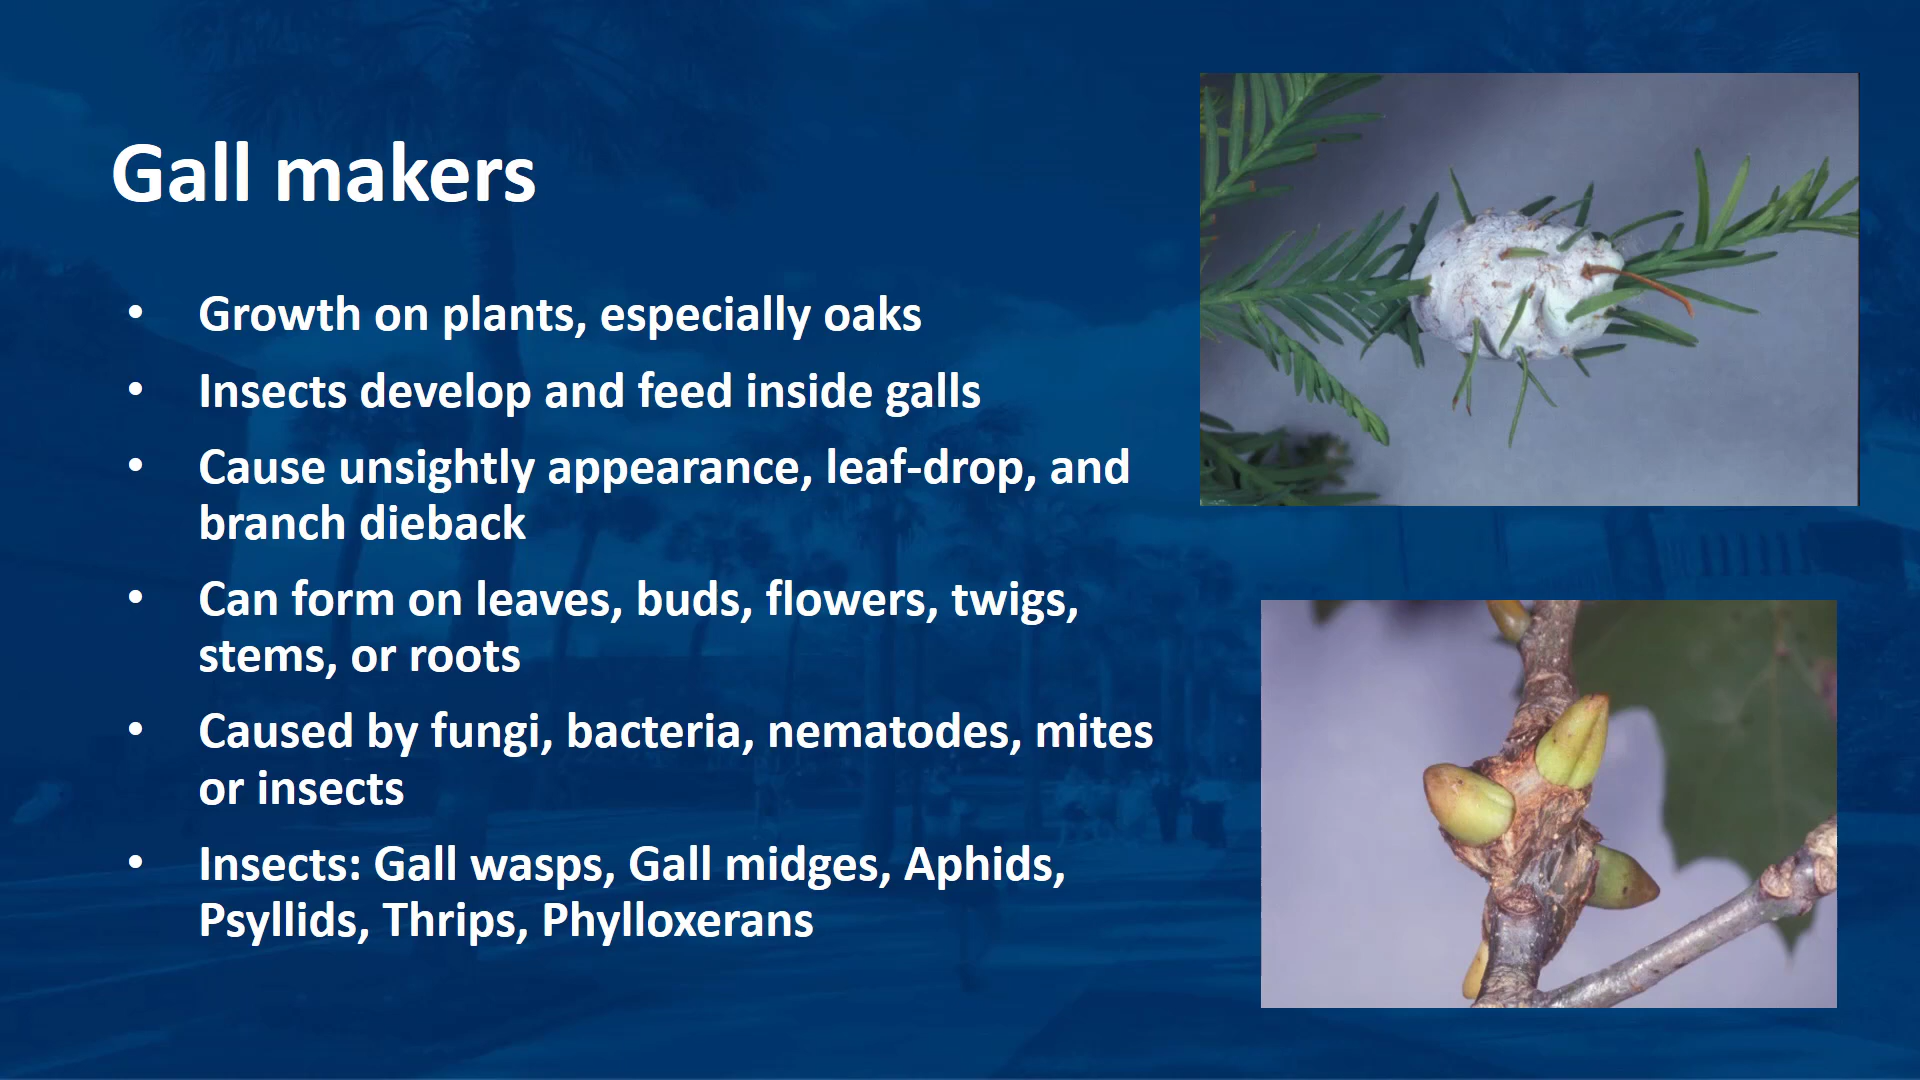 Gall makers
• Growth on plants, especially oaks
• Insects develop and feed inside galls
• Cause unsightly appearance, leaf-drop, and
branch dieback
• Can form on leaves, buds, flowers, twigs,
stems, or roots
• Caused by fungi, bacteria, nematodes, mites
or insects
• Insects: Gall wasps, Gall midges, Aphids,
Psyllids, Thrips, Phylloxerans